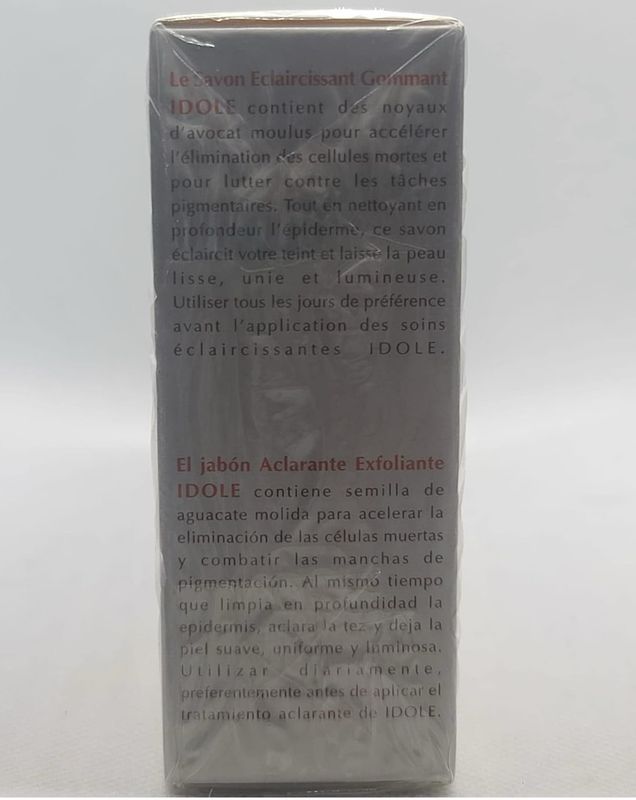 Le Savon Eclaircissant Gommant
IDOLE contient des noyaux
d'avocat moulus pour accélérer
l'élimination des cellules mortes et
pour lutter contre les tâches
pigmentaires. Tout en nettoyant en
profondeur l'épiderme, ce savon
éclaircit votre teint et laisse la peau
lisse, unie et lumineuse.
Utiliser tous les jours de préférence
avant l'application des soins
éclaircissantes IDOLE.
El jabón Aclarante Exfoliante
IDOLE contiene semilla de
aguacate molida para acelerar la
eliminación de las células muertas
y combatir las manchas de
pigmentación. Al mismo tiempo
que limpia en profundidad la
epidermis, aclara la tez y deja la
piel suave, uniforme y luminosa.
Utilizar diariamente,
preferentemente antes de aplicar el
tratamiento aclarante de IDOLE.